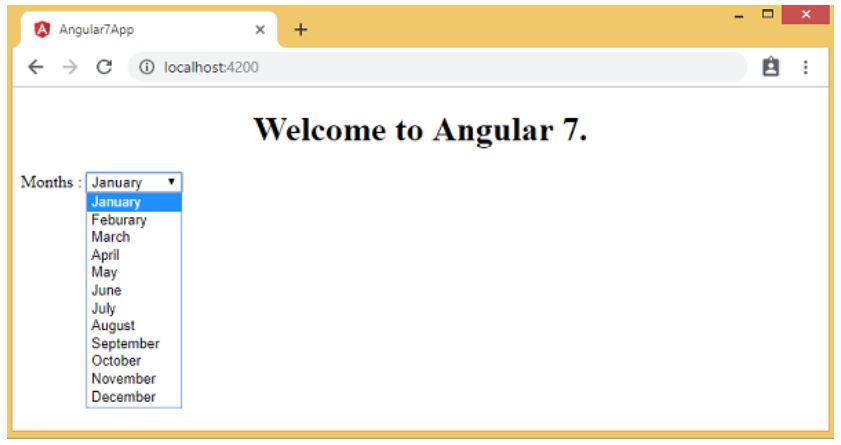 Angular7App
localhost:4200
Welcome to Angular 7.
Months : January
January
Feburary
March
April
May
June
July
August
September
October
November
December